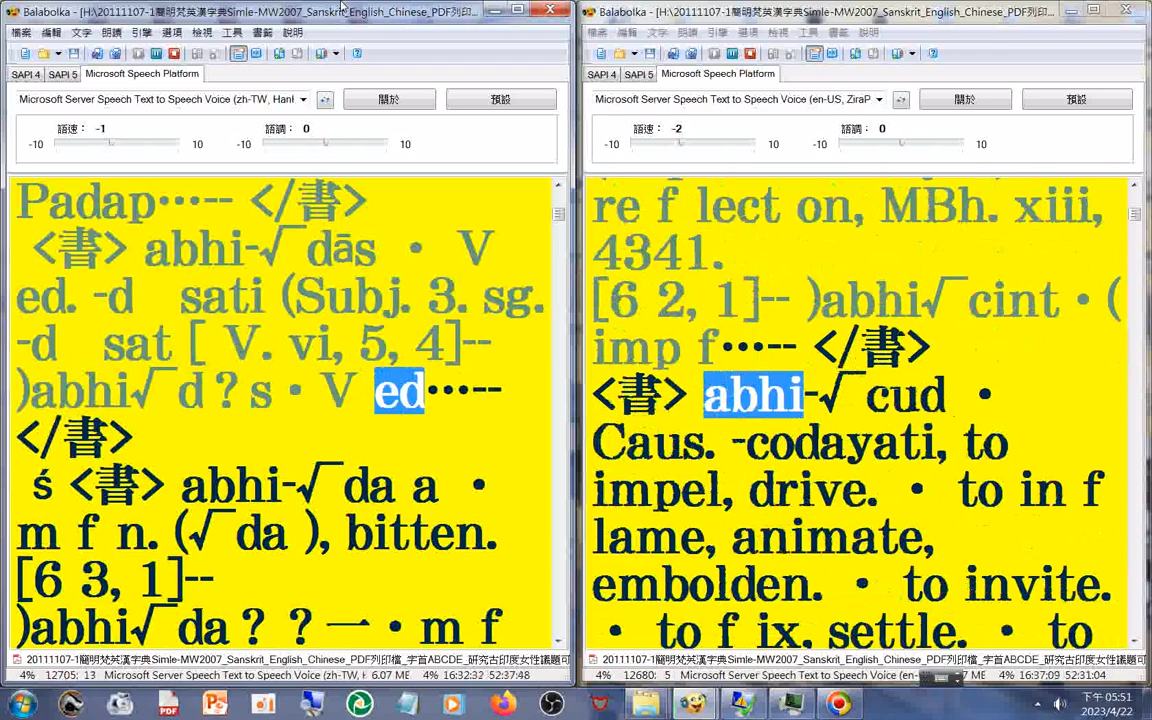 Balabolka - [H:\20111107-1簡明梵英漢字典Simle-MW2007_Sanskrit_English_Chinese_PDF列印...
檔案 編輯 文字 朗讀 引擎 選項 檢視 工具 書籤 說明
SAPI 4 SAPI 5 Microsoft Speech Platform
Microsoft Server Speech Text to Speech Voice (zh-TW, Hanl 關於 預設
語速： -1 語調： 0
-10 10 -10 10
Padap…-- </書>
<書> abhi-√ dās • V
ed. -d sati (Subj. 3. sg.
-d sat [ V. vi, 5, 4]--
)abhi√ d？s • V ed…--
</書>
ś <書> abhi-√ da a •
m f n. (√ da ), bitten.
[6 3, 1]--
)abhi√ da？ ？一 • m f
20111107-1簡明梵英漢字典Simle-MW2007_Sanskrit_English_Chinese_PDF列印檔_字首ABCDE_研究古印度女性議題可
4% 12705: 13 Microsoft Server Speech Text to Speech Voice (zh-TW, H 6.07 ME 4% 16:32:32 52:37:48
Balabolka - [H:\20111107-1簡明梵英漢字典Simle-MW2007_Sanskrit_English_Chinese_PDF列印...
檔案 編輯 文字 朗讀 引擎 選項 檢視 工具 書籤 說明
SAPI 4 SAPI 5 Microsoft Speech Platform
Microsoft Server Speech Text to Speech Voice (en-US, ZiraP 關於 預設
語速： -2 語調： 0
-10 10 -10 10
re f lect on, MBh. xiii,
4341.
[6 2, 1]-- )abhi√ cint • (
imp f…-- </書>
<書> abhi-√ cud •
Caus. -codayati, to
impel, drive. • to in f
lame, animate,
embolden. • to invite.
• to f ix, settle. • to
20111107-1簡明梵英漢字典Simle-MW2007_Sanskrit_English_Chinese_PDF列印檔_字首ABCDE_研究古印度女性議題可
4% 12680: 5 Microsoft Server Speech Text to Speech Voice (en-US, ME 4% 16:37:09 52:31:04
下午 05:51
2023/4/22